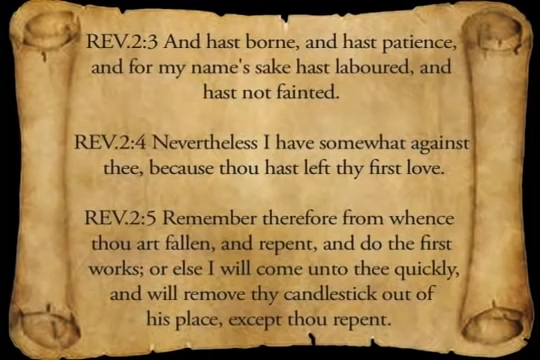 REV.2:3 And hast borne, and hast patience,
and for my name's sake hast laboured, and
hast not fainted.
REV.2:4 Nevertheless I have somewhat against
thee, because thou hast left thy first love.
REV.2:5 Remember therefore from whence
thou art fallen, and repent, and do the first
works; or else I will come unto thee quickly,
and will remove thy candlestick out of
his place, except thou repent.